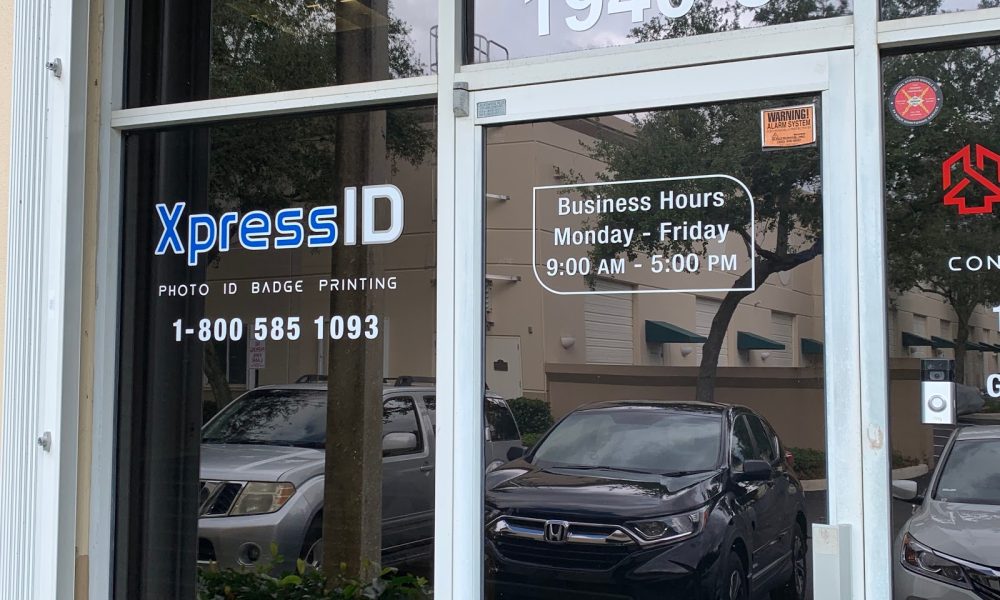 XpressID
PHOTO ID BADGE PRINTING
1-800 585 1093
WARNING!
ALARM SYSTEM
Business Hours
Monday - Friday
9:00 AM - 5:00 PM
CON
G